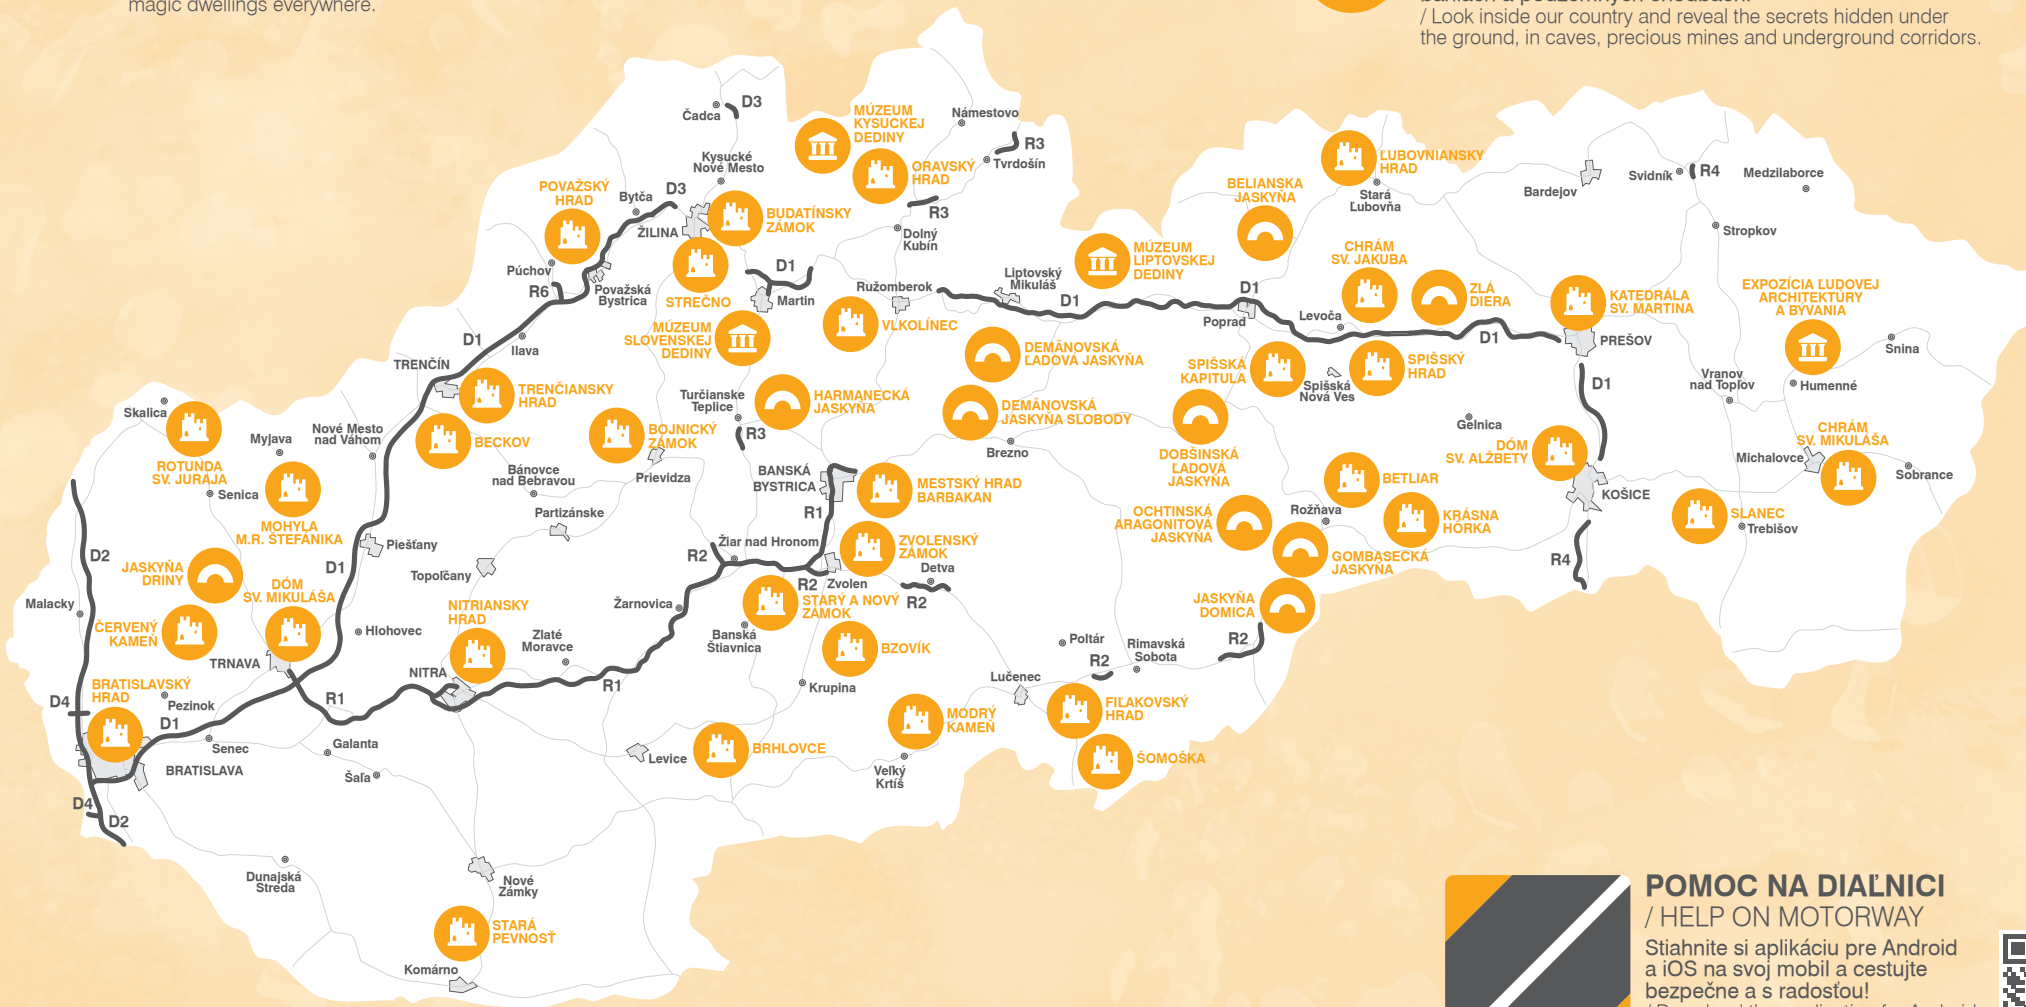 magic dwellings everywhere.
/ Look inside our country and reveal the secrets hidden under
the ground, in caves, precious mines and underground corridors.
Čadca
D3
MÚZEUM
KYSUCKEJ
DEDINY
Námestovo
R3
Tvrdošín
Kysucké
Nové Mesto
ORAVSKÝ
HRAD
ĽUBOVNIANSKY
HRAD
Stará
Ľubovňa
Bardejov
Svidník
R4
Medzilaborce
POVAŽSKÝ
HRAD
Bytča
D3
BUDATÍNSKY
ZÁMOK
ŽILINA
R3
Dolný
Kubín
BELIANSKA
JASKYŇA
Stropkov
Púchov
R6
Považská
Bystrica
STREČNO
D1
Martin
Ružomberok
Liptovský
Mikuláš
MÚZEUM
LIPTOVSKEJ
DEDINY
D1
D1
Poprad
CHRÁM
SV. JAKUBA
Levoča
ZLÁ
DIERA
D1
KATEDRÁLA
SV. MARTINA
PREŠOV
EXPOZÍCIA ĽUDOVEJ
ARCHITEKTÚRY
A BÝVANIA
Snina
Humenné
D1
Ilava
MÚZEUM
SLOVENSKEJ
DEDINY
VLKOLÍNEC
DEMÄNOVSKÁ
ĽADOVÁ JASKYŇA
SPIŠSKÁ
KAPITULA
Spišská
Nová Ves
SPIŠSKÝ
HRAD
D1
Vranov
nad Topľov
TRENČÍN
TRENČIANSKY
HRAD
Turčianske
Teplice
HARMANECKÁ
JASKYŇA
DEMÄNOVSKÁ
JASKYŇA SLOBODY
Brezno
DOBŠINSKÁ
ĽADOVÁ
JASKYŇA
Gelnica
DÓM
SV. ALŽBETY
CHRÁM
SV. MIKULÁŠA
Michalovce
Sobrance
Skalica
ROTUNDA
SV. JURAJA
Senica
Myjava
Nové Mesto
nad Váhom
BECKOV
BOJNICKÝ
ZÁMOK
Prievidza
R3
Bánovce
nad Bebravou
BANSKÁ
BYSTRICA
MESTSKÝ HRAD
BARBAKAN
BETLIAR
KOŠICE
MOHYLA
M.R. ŠTEFÁNIKA
Partizánske
R1
OCHTINSKÁ
ARAGONITOVÁ
JASKYŇA
Rožňava
KRÁSNA
HÔRKA
SLANEC
Trebišov
D2
Piešťany
D1
Topoľčany
R2
Žiar nad Hronom
ZVOLENSKÝ
ZÁMOK
Detva
GOMBASECKÁ
JASKYŇA
R4
JASKYŇA
DRINY
DÓM
SV. MIKULÁŠA
Malacky
ČERVENÝ
KAMEŇ
NITRIANSKY
HRAD
Žarnovica
R2
Zvolen
STARÝ A NOVÝ
ZÁMOK
R2
JASKYŇA
DOMICA
Hlohovec
Zlaté
Moravce
Banská
Štiavnica
BZOVÍK
Poltár
Rimavská
Sobota
R2
R2
TRNAVA
NITRA
R1
Krupina
Lučenec
BRATISLAVSKÝ
HRAD
D4
Pezinok
D1
R1
MODRÝ
KAMEŇ
FIĽAKOVSKÝ
HRAD
Senec
Galanta
Levice
BRHLOVCE
Veľký
Krtíš
ŠOMOŠKA
BRATISLAVA
Šaľa
D4
D2
Dunajská
Streda
Nové
Zámky
STARÁ
PEVNOSŤ
Komárno
POMOC NA DIAĽNICI
/ HELP ON MOTORWAY
Stiahnite si aplikáciu pre Android
a iOS na svoj mobil a cestujte
bezpečne a s radosťou!